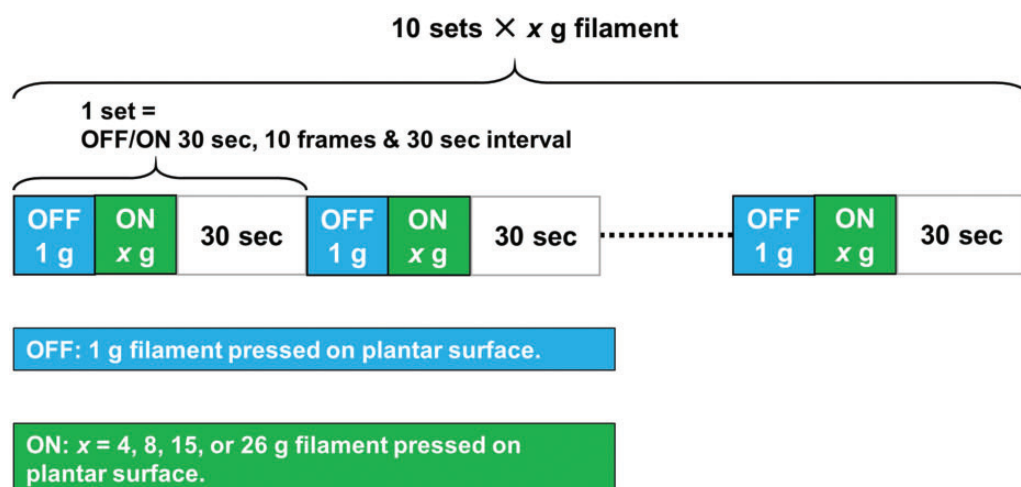 10 sets × x g filament
1 set =
OFF/ON 30 sec, 10 frames & 30 sec interval
OFF
1 g
ON
x g
30 sec
OFF
1 g
ON
x g
30 sec
OFF
1 g
ON
x g
30 sec
OFF: 1 g filament pressed on plantar surface.
ON: x = 4, 8, 15, or 26 g filament pressed on
plantar surface.